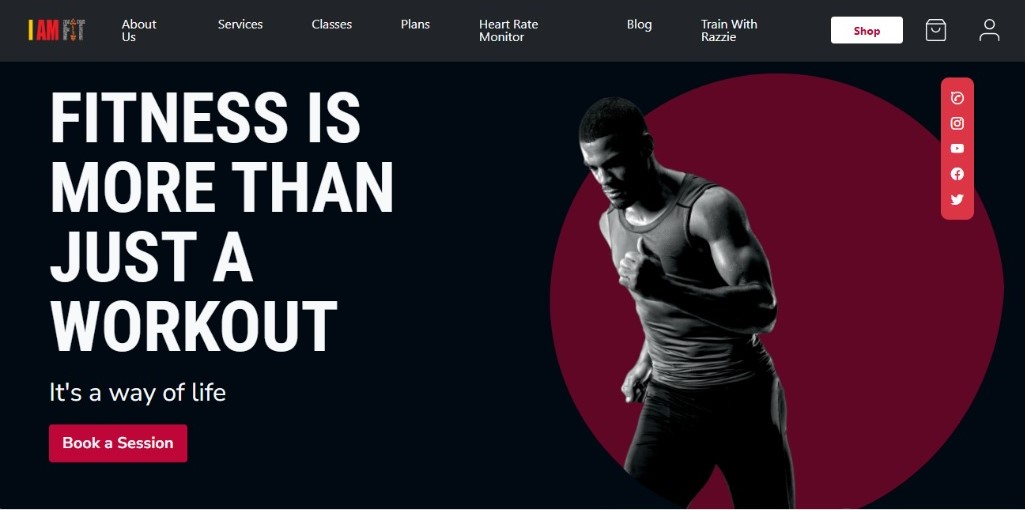 I AM FIT
About
Us
Services
Classes
Plans
Heart Rate
Monitor
Blog
Train With
Razzie
Shop
FITNESS IS
MORE THAN
JUST A
WORKOUT
It's a way of life
Book a Session